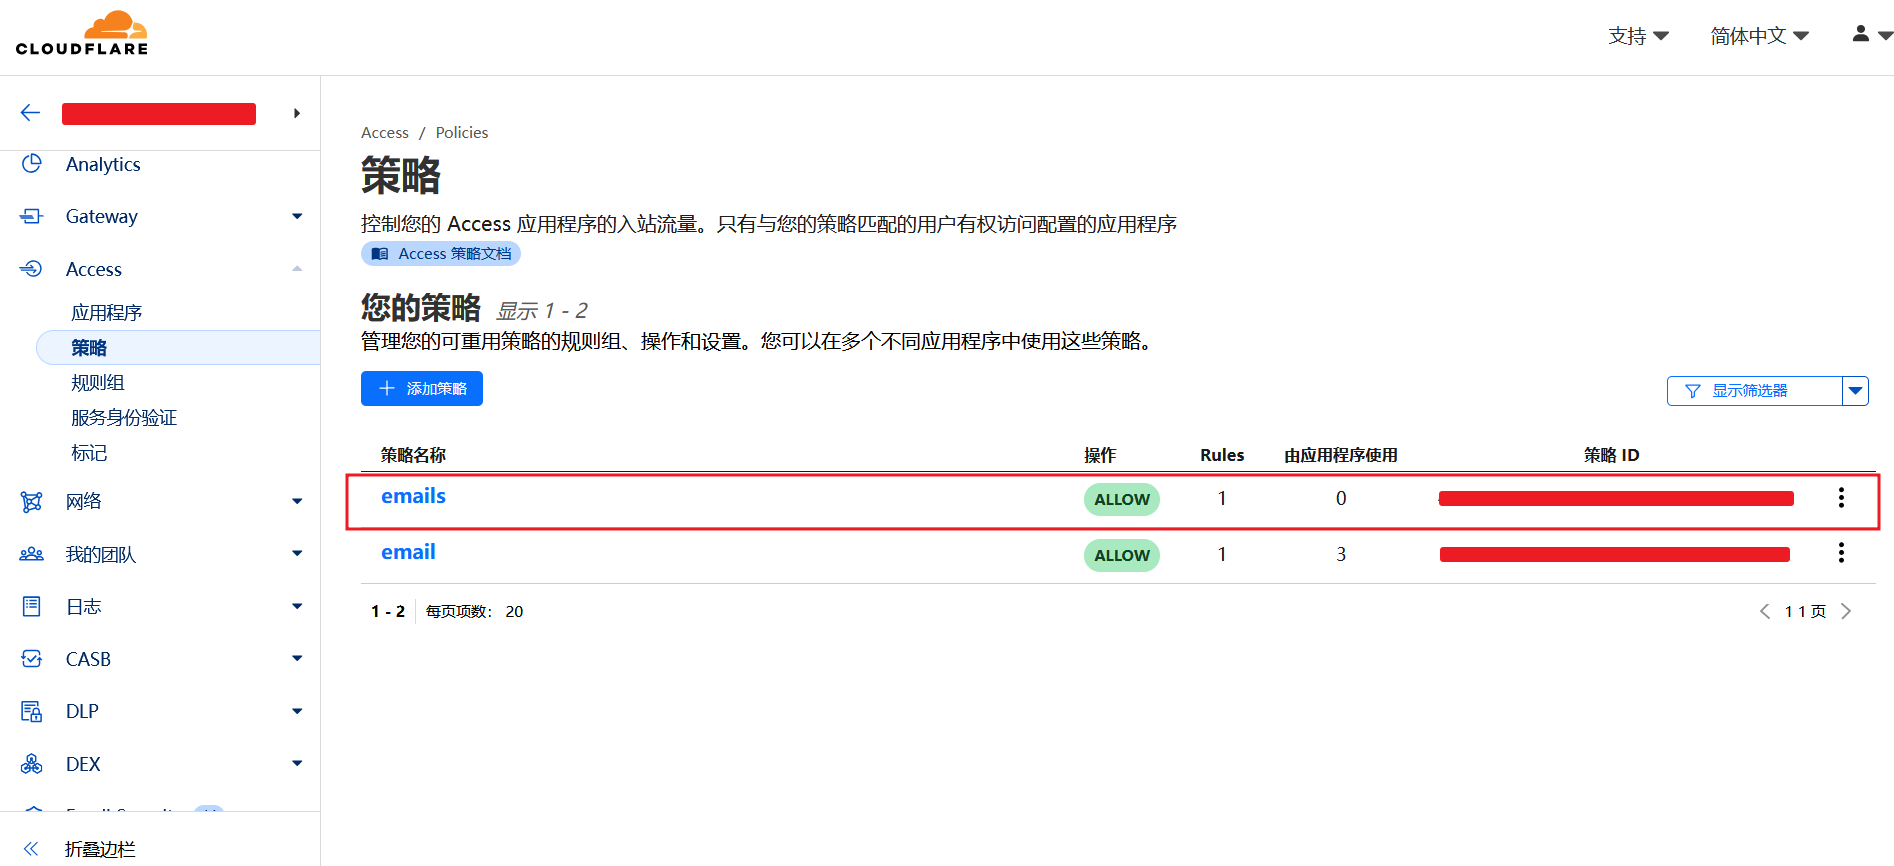 CLOUDFLARE
支持
简体中文
Analytics
Gateway
Access
应用程序
策略
规则组
服务身份验证
标记
网络
我的团队
日志
CASB
DLP
DEX
折叠边栏
Access / Policies
策略
控制您的 Access 应用程序的入站流量。只有与您的策略匹配的用户有权访问配置的应用程序
Access 策略文档
您的策略 显示 1 - 2
管理您的可重用策略的规则组、操作和设置。您可以在多个不同应用程序中使用这些策略。
添加策略
显示筛选器
策略名称 操作 Rules 由应用程序使用 策略 ID
emails ALLOW 1 0
email ALLOW 1 3
1 - 2 每页项数： 20
1 1 页